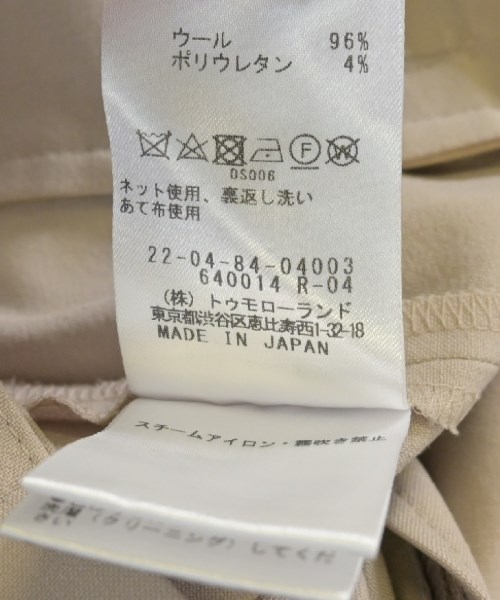 ウール 96%
ポリウレタン 4%
F W
DS006
ネット使用、裏返し洗い
あて布使用
22-04-84-04003
640014 R-04
(株) トゥモローランド
東京都渋谷区恵比寿西1-32-18
MADE IN JAPAN
スチームアイロン・霧吹き禁止
(クリーニング) してくだ
さい